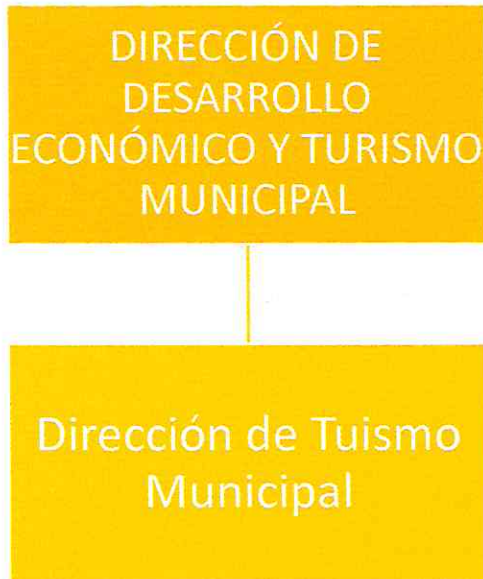 DIRECCIÓN DE
DESARROLLO
ECONÓMICO Y TURISMO
MUNICIPAL
Dirección de Tuismo
Municipal